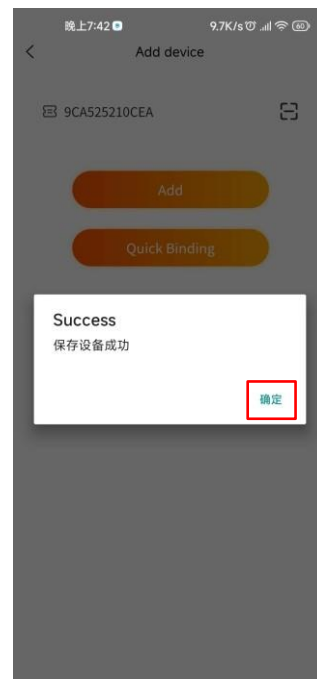 晚上7:42
9.7K/s
60
Add device
9CA525210CEA
Add
Quick Binding
Success
保存设备成功
确定